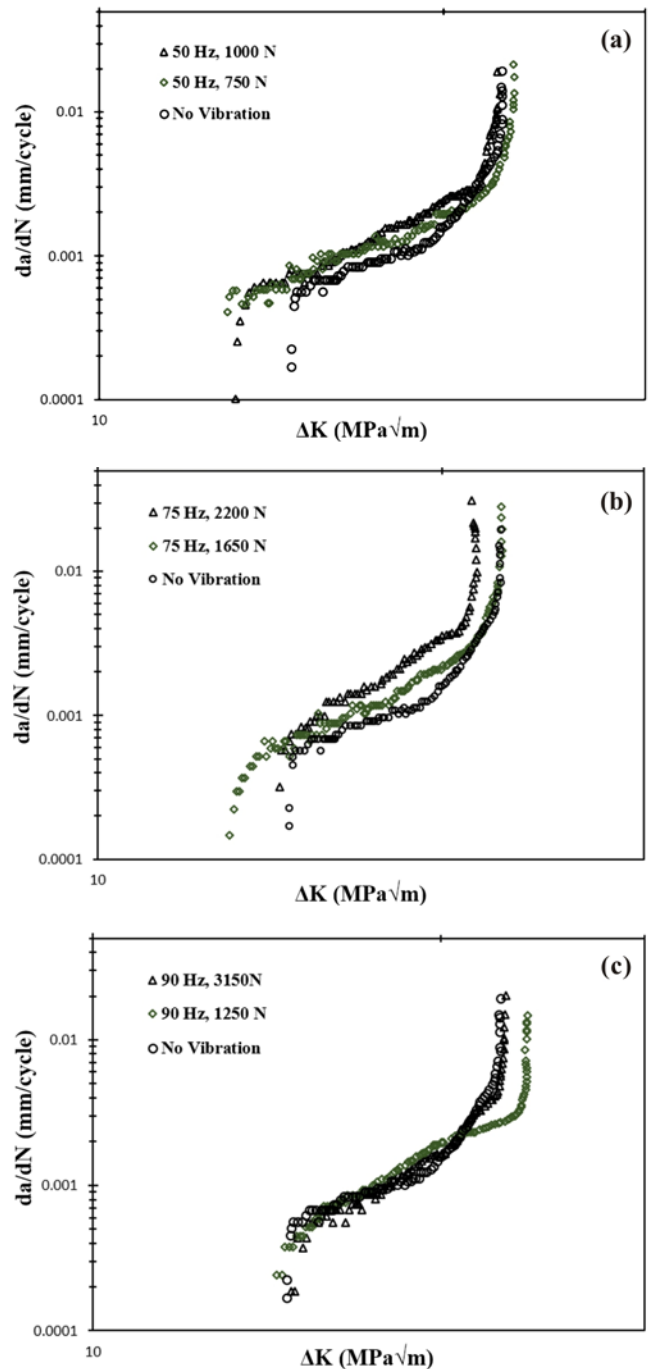 (a)
50 Hz, 1000 N
50 Hz, 750 N
No Vibration
da/dN (mm/cycle)
0.01
0.001
0.0001
10
ΔK (MPa√m)
(b)
75 Hz, 2200 N
75 Hz, 1650 N
No Vibration
da/dN (mm/cycle)
0.01
0.001
0.0001
10
ΔK (MPa√m)
(c)
90 Hz, 3150N
90 Hz, 1250 N
No Vibration
da/dN (mm/cycle)
0.01
0.001
0.0001
10
ΔK (MPa√m)